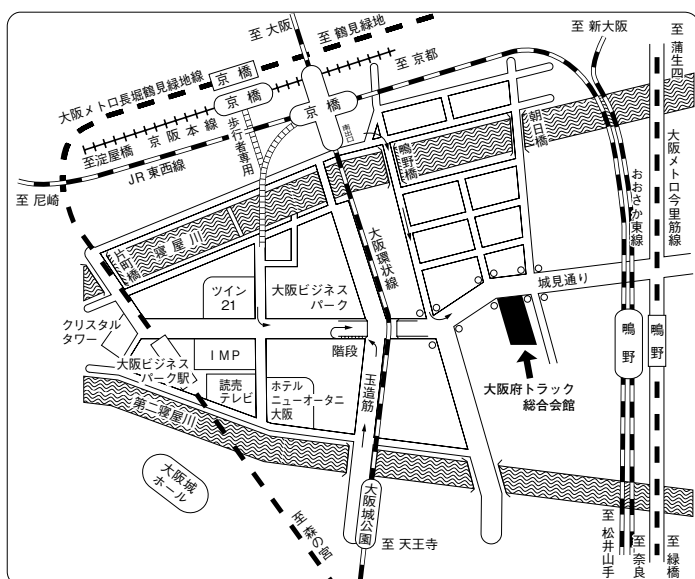 至 大阪
至 鶴見緑地
至 新大阪
至 蒲生四
京橋
京橋
京橋
至 京都
大阪メトロ長堀鶴見緑地線
京阪本線
至淀屋橋
JR東西線
至 尼崎
歩行者専用
南出口
鴫野橋
朝日橋
大阪メトロ今里筋線
おおさか東線
片町橋
寝屋川
大阪環状線
城見通り
ツイン
21
大阪ビジネス
パーク
クリスタル
タワー
IMP
階段
大阪ビジネス
パーク駅
読売
テレビ
ホテル
ニューオータニ
大阪
玉造筋
大阪府トラック
総合会館
鴫野
鴫野
第二寝屋川
大阪城
ホール
大阪城公園
至 森の宮
至 天王寺
至 松井山手
至 奈良
至 緑橋